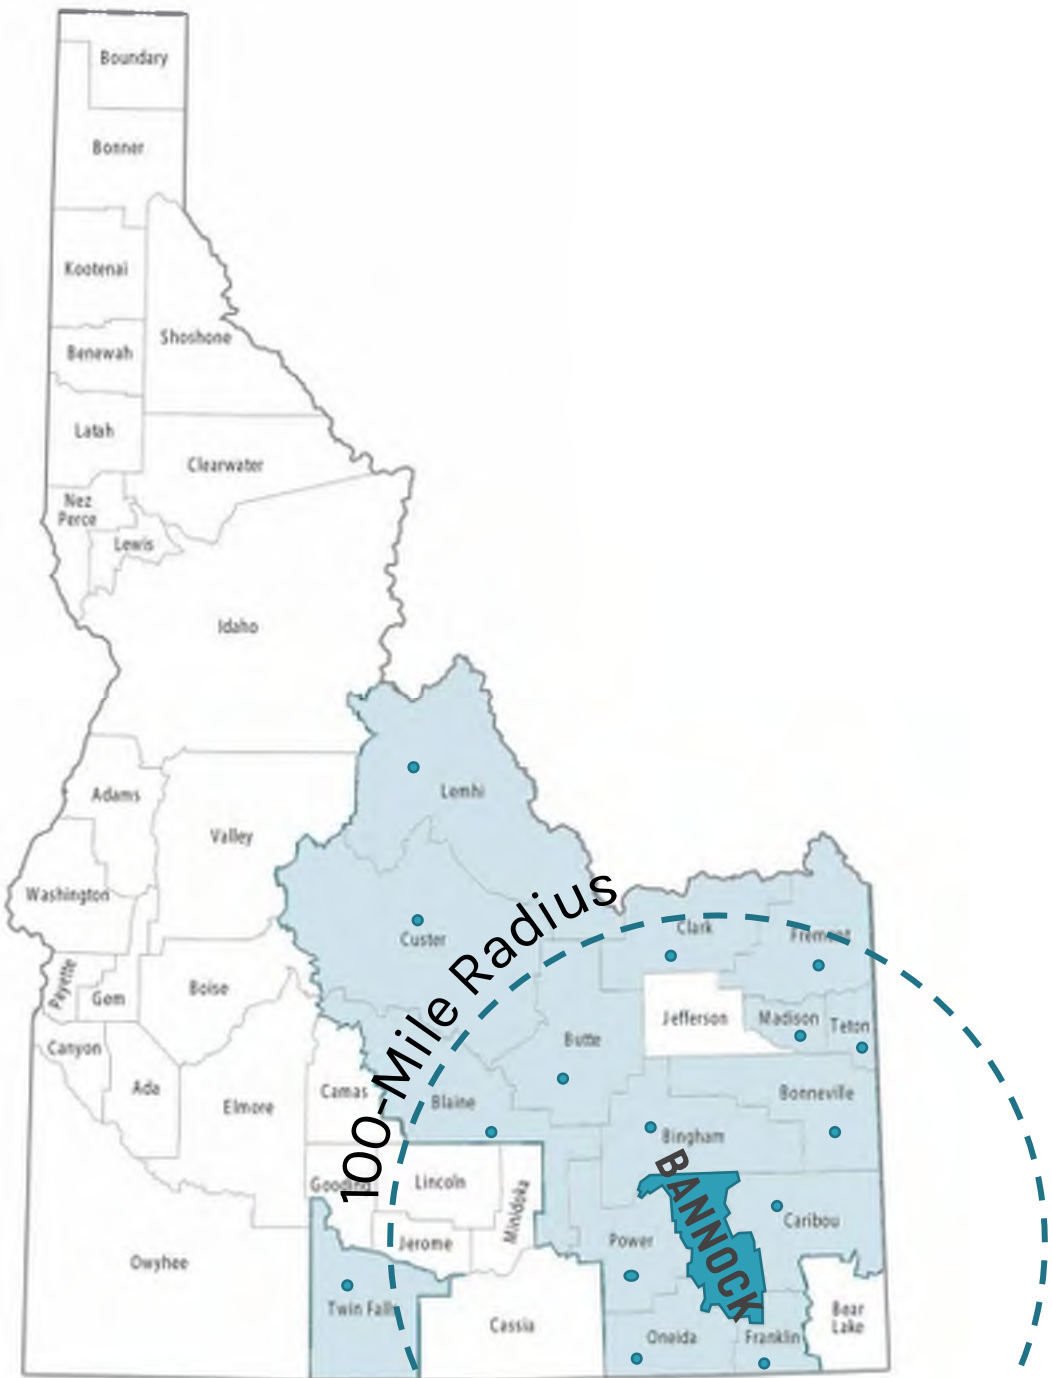 Boundary
Bonner
Kootenai
Shoshone
Benewah
Latah
Clearwater
Nez
Perce
Lewis
Idaho
Adams
Lemhi
Valley
Washington
Custer
100-Mile Radius
Clark
Fremont
Payette
Gem
Boise
Jefferson
Madison
Teton
Canyon
Butte
Ada
Elmore
Camas
Blaine
Bonneville
Bingham
Gooding
Lincoln
Minidoka
BANNOCK
Caribou
Jerome
Power
Owyhee
Twin Falls
Cassia
Oneida
Franklin
Bear
Lake